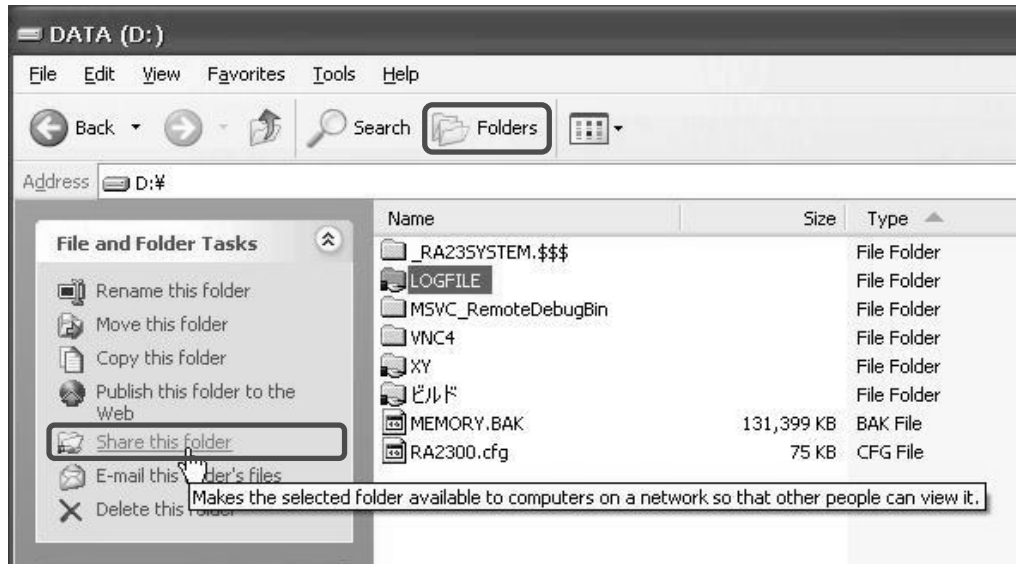 DATA (D:)
File Edit View Favorites Tools Help
Back Search Folders
Address D:¥
File and Folder Tasks
Rename this folder
Move this folder
Copy this folder
Publish this folder to the
Web
Share this folder
E-mail this folder's files
Delete this folder
Name Size Type
_RA23SYSTEM.$$$ File Folder
LOGFILE File Folder
MSVC_RemoteDebugBin File Folder
VNC4 File Folder
XY File Folder
ビルド File Folder
MEMORY.BAK 131,399 KB BAK File
RA2300.cfg 75 KB CFG File
Makes the selected folder available to computers on a network so that other people can view it.